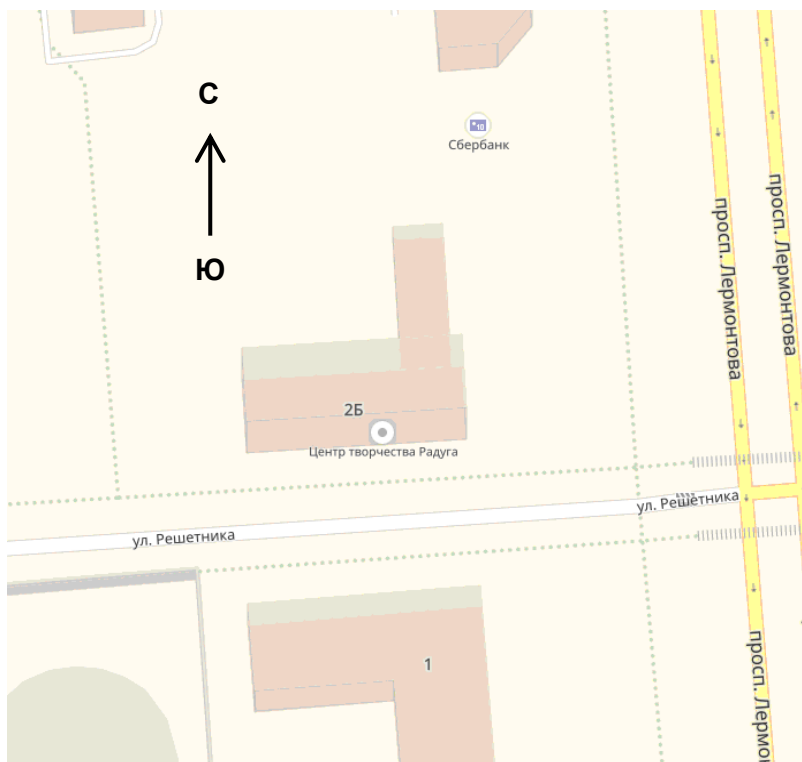 С
Сбербанк
Ю
просп. Лермонтова
просп. Лермонтова
2Б
Центр творчества Радуга
ул. Решетника
ул. Решетника
1
просп. Лермо